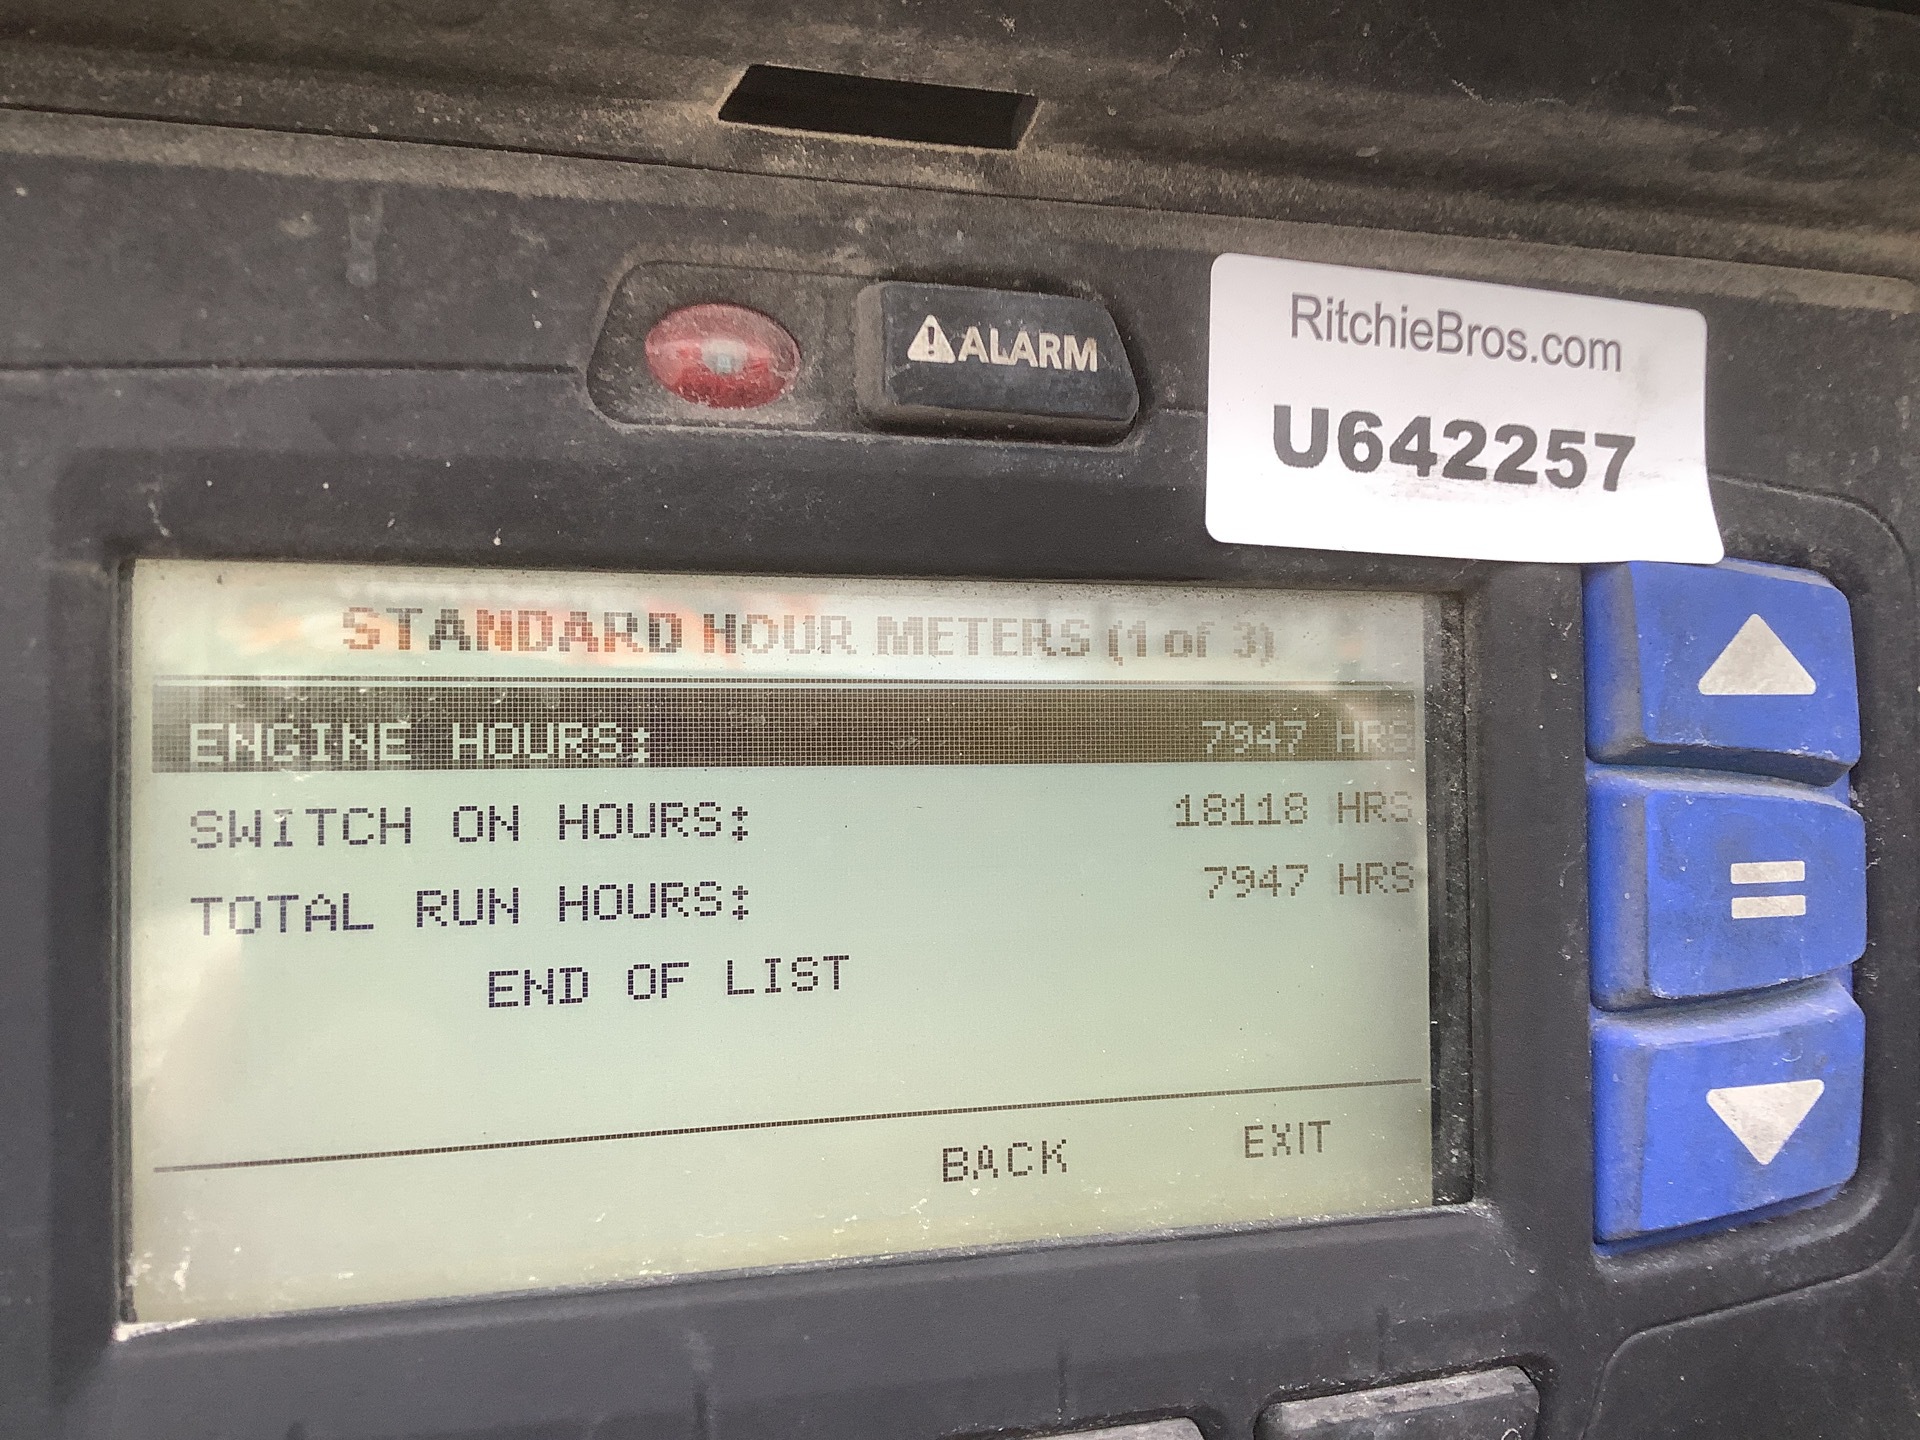 ALARM
RitchieBros.com
U642257
STANDARD HOUR METERS (1 of 3)
ENGINE HOURS: 7947 HRS
SWITCH ON HOURS: 18118 HRS
TOTAL RUN HOURS: 7947 HRS
END OF LIST
BACK EXIT